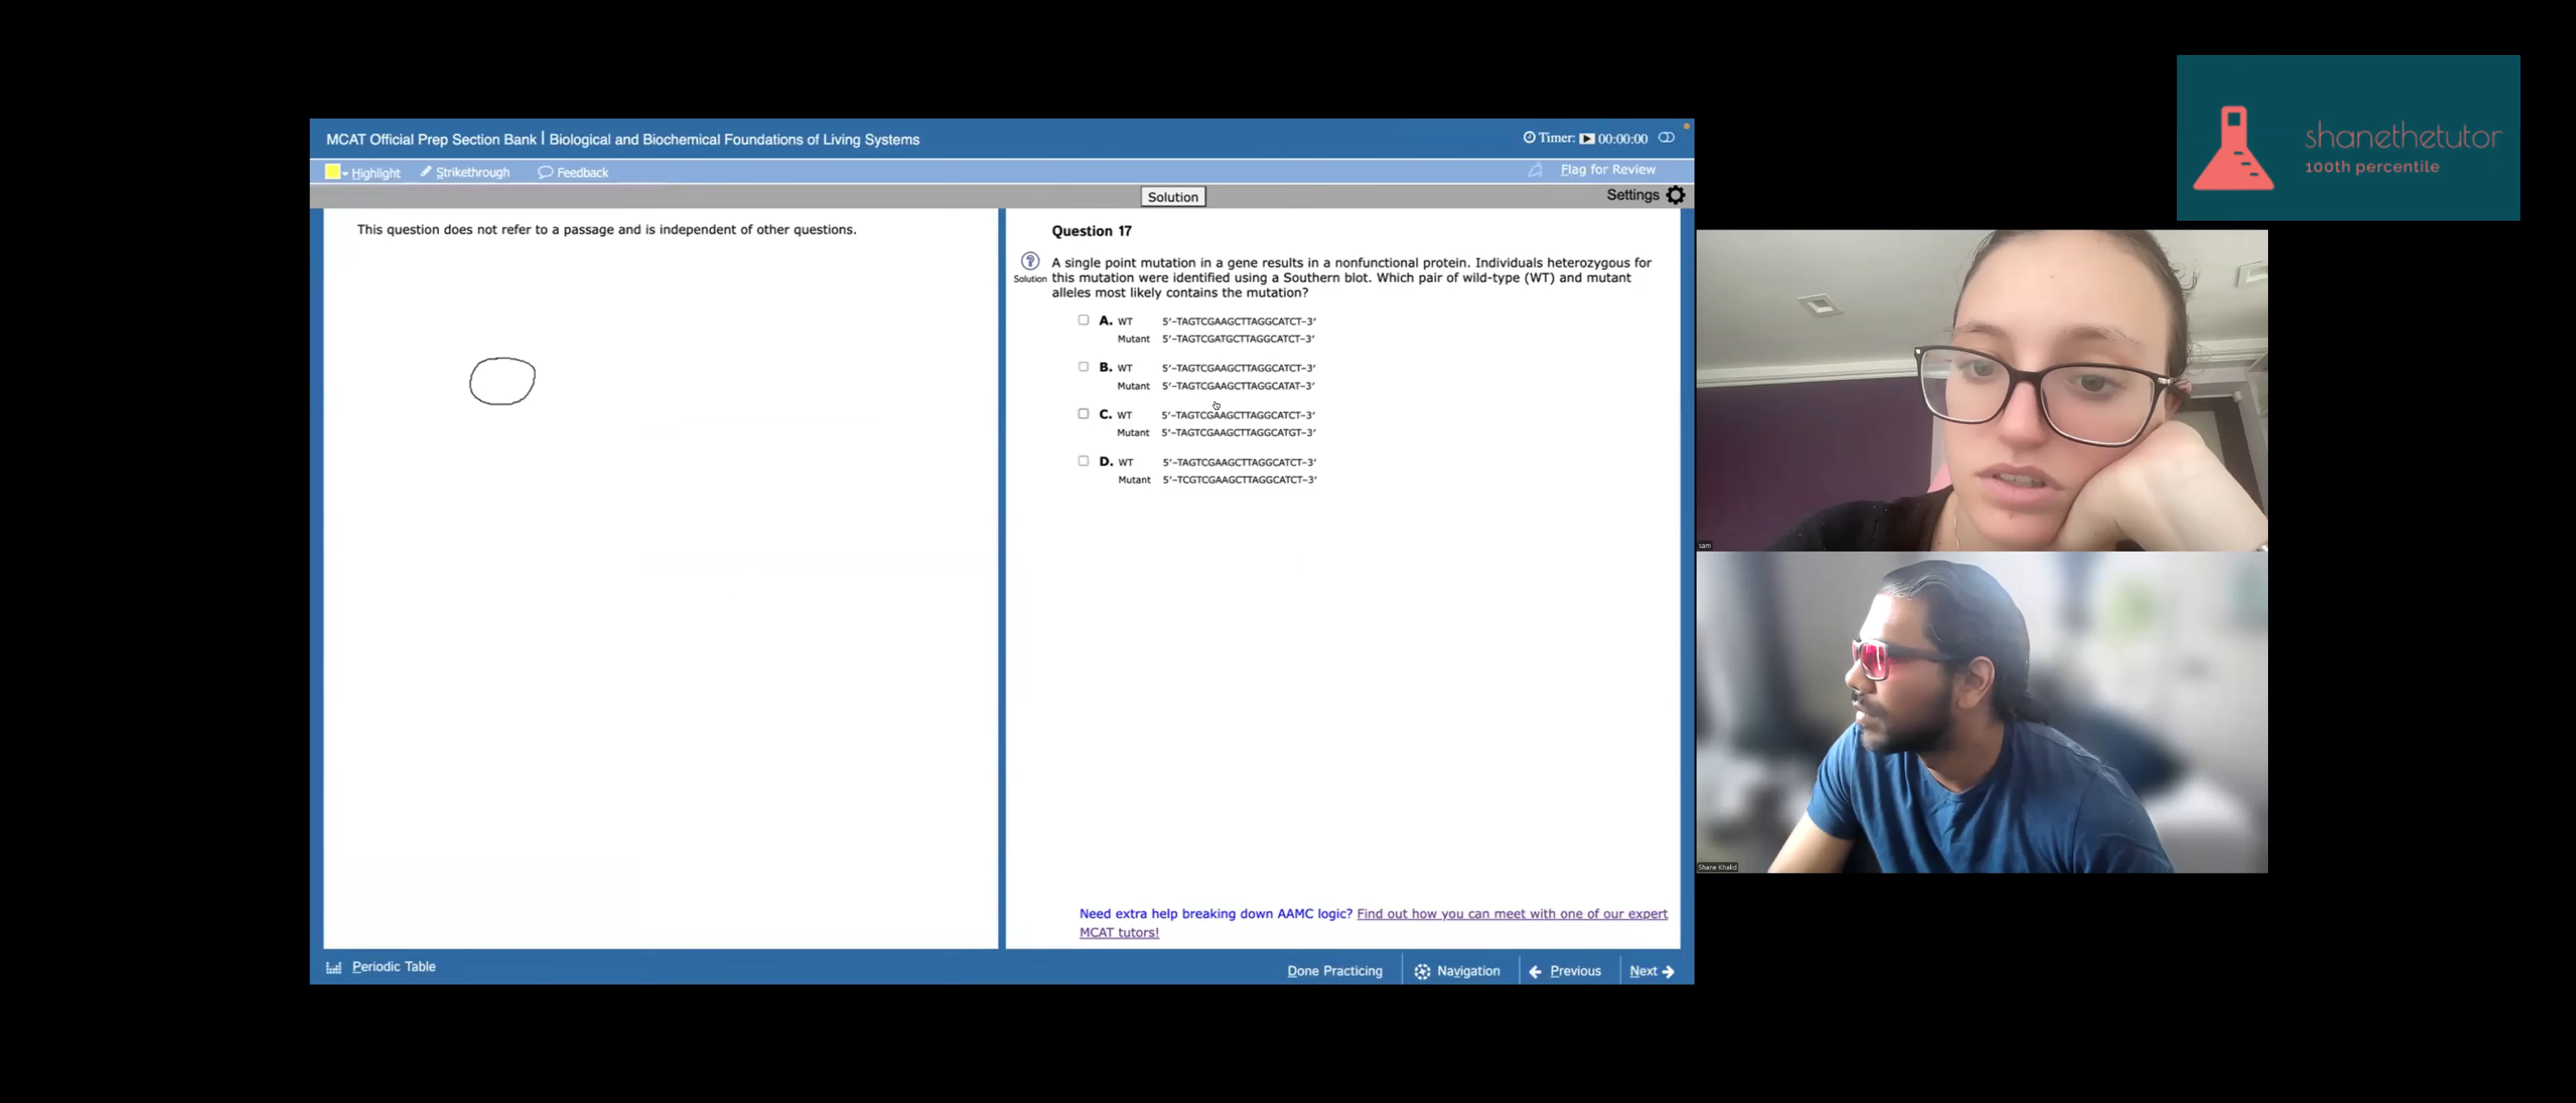 MCAT Official Prep Section Bank | Biological and Biochemical Foundations of Living Systems
Timer: 00:00:00
Highlight
Strikethrough
Feedback
Flag for Review
Solution
Settings
This question does not refer to a passage and is independent of other questions.
Question 17
Solution
A single point mutation in a gene results in a nonfunctional protein. Individuals heterozygous for
this mutation were identified using a Southern blot. Which pair of wild-type (WT) and mutant
alleles most likely contains the mutation?
A. WT 5'-TAGTCGAAGCTTAGGCATCT-3'
Mutant 5'-TAGTCGATGCTTAGGCATCT-3'
B. WT 5'-TAGTCGAAGCTTAGGCATCT-3'
Mutant 5'-TAGTCGAAGCTTAGGCATAT-3'
C. WT 5'-TAGTCGAAGCTTAGGCATCT-3'
Mutant 5'-TAGTCGAAGCTTAGGCATGT-3'
D. WT 5'-TAGTCGAAGCTTAGGCATCT-3'
Mutant 5'-TCGTCGAAGCTTAGGCATCT-3'
Need extra help breaking down AAMC logic? Find out how you can meet with one of our expert
MCAT tutors!
Periodic Table
Done Practicing
Navigation
Previous
Next
shanethetutor
100th percentile
sam
Shane Khalid